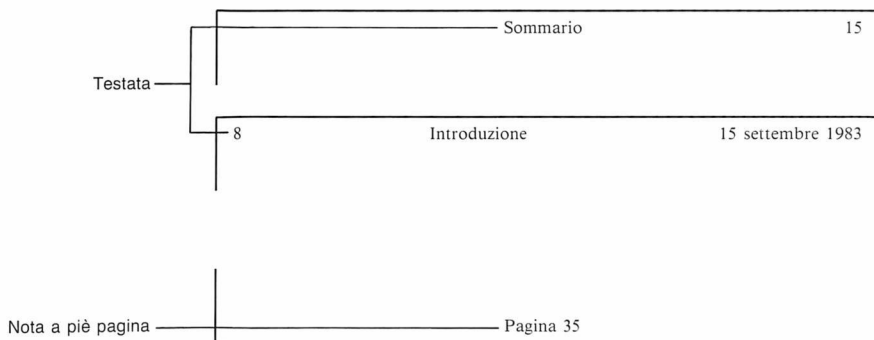 Sommario 15
Testata
8 Introduzione 15 settembre 1983
Nota a piè pagina Pagina 35